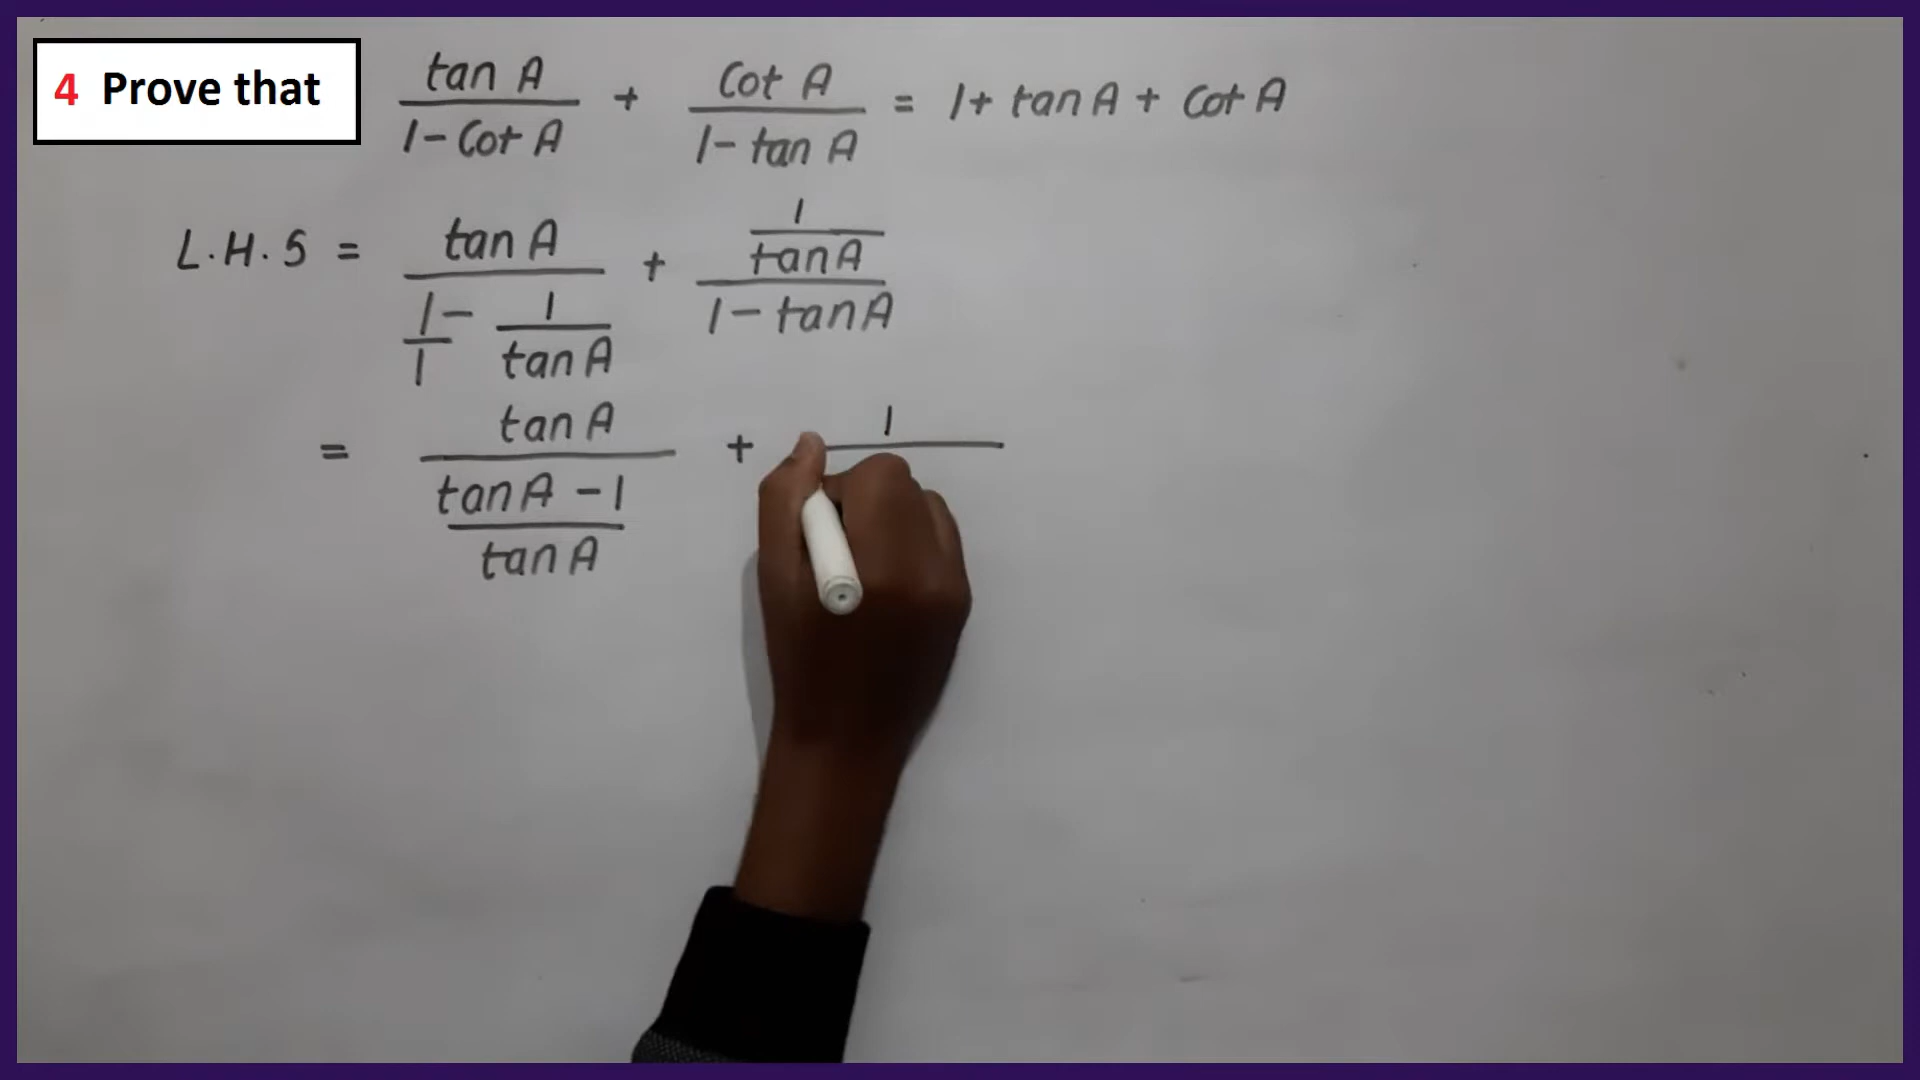 4 Prove that
tan A / 1 - Cot A + Cot A / 1 - tan A = 1 + tan A + Cot A
L.H.S = tan A / 1/1 - 1/tan A + 1/tan A / 1 - tan A
= tan A / tan A - 1 / tan A + 1 /